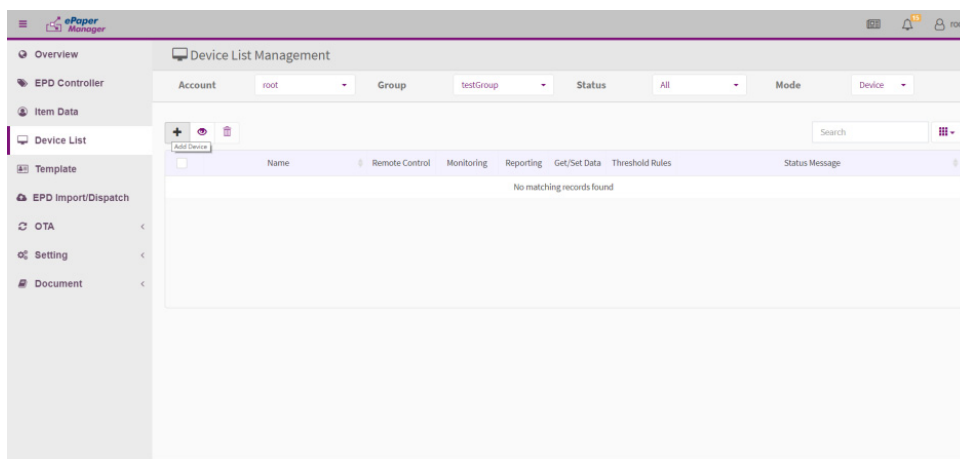 ePaper
Manager
15
Overview
Device List Management
EPD Controller
Account root Group testGroup Status All Mode Device
Item Data
Device List
Search
Add Device
Name Remote Control Monitoring Reporting Get/Set Data Threshold Rules Status Message
Template
No matching records found
EPD Import/Dispatch
OTA
Setting
Document